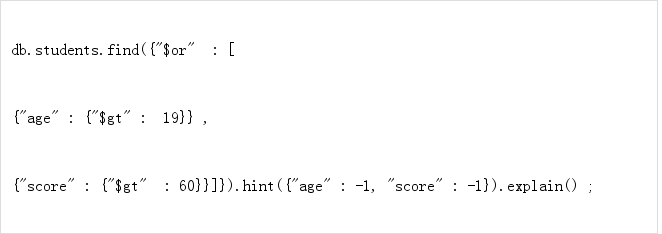 db.students.find({"$or" : [
{"age" : {"$gt" : 19}} ,
{"score" : {"$gt" : 60}}]}).hint({"age" : -1, "score" : -1}).explain() ;